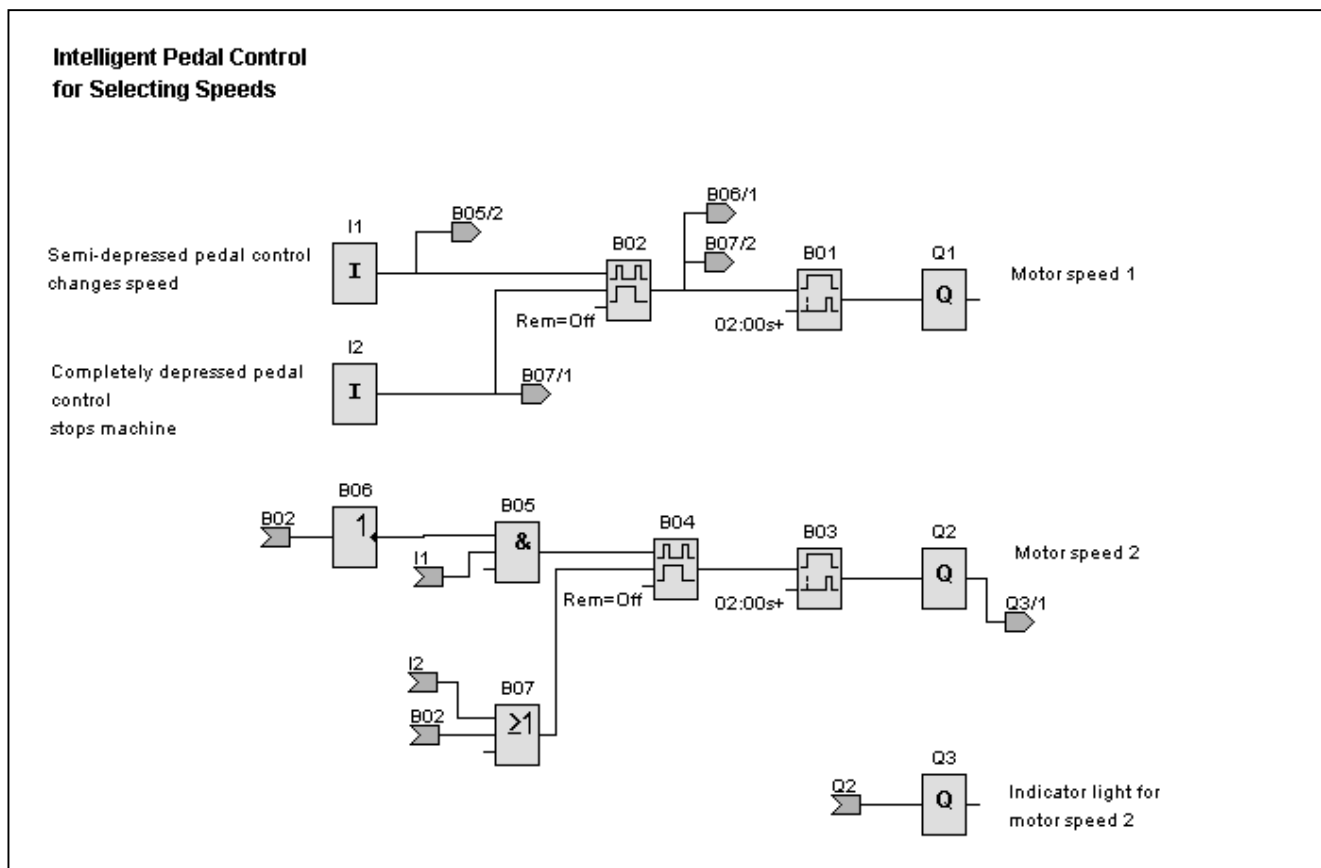 Intelligent Pedal Control
for Selecting Speeds
B06/1
I1
B05/2
B02
B07/2
B01
Q1
Semi-depressed pedal control
changes speed
I
Motor speed 1
Q
Rem=Off
02:00s+
I2
Completely depressed pedal
control
stops machine
I
B07/1
B06
B05
B02
1
&
B04
B03
Q2
I1
Motor speed 2
Q
Rem=Off
02:00s+
Q3/1
I2
B07
B02
≥1
Q3
Q2
Q
Indicator light for
motor speed 2